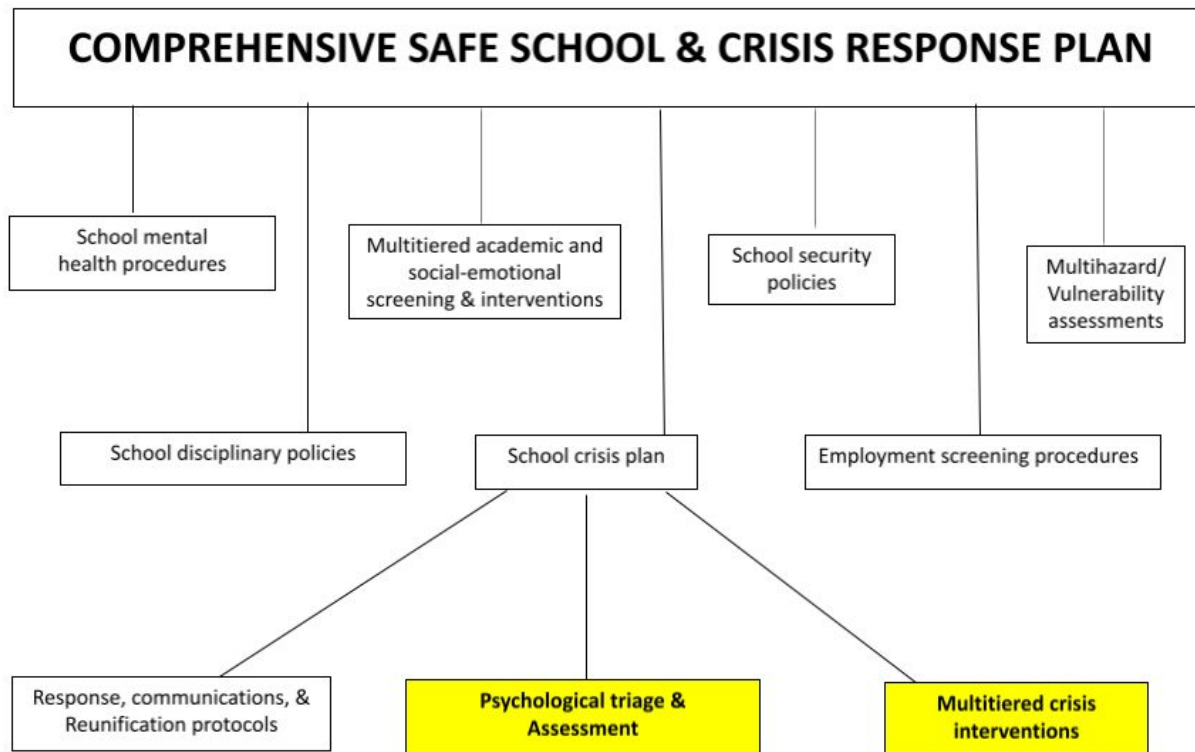 COMPREHENSIVE SAFE SCHOOL & CRISIS RESPONSE PLAN
School mental
health procedures
Multitiered academic and
social-emotional
screening & interventions
School security
policies
Multihazard/
Vulnerability
assessments
School disciplinary policies
School crisis plan
Employment screening procedures
Response, communications, &
Reunification protocols
Psychological triage &
Assessment
Multitiered crisis
interventions